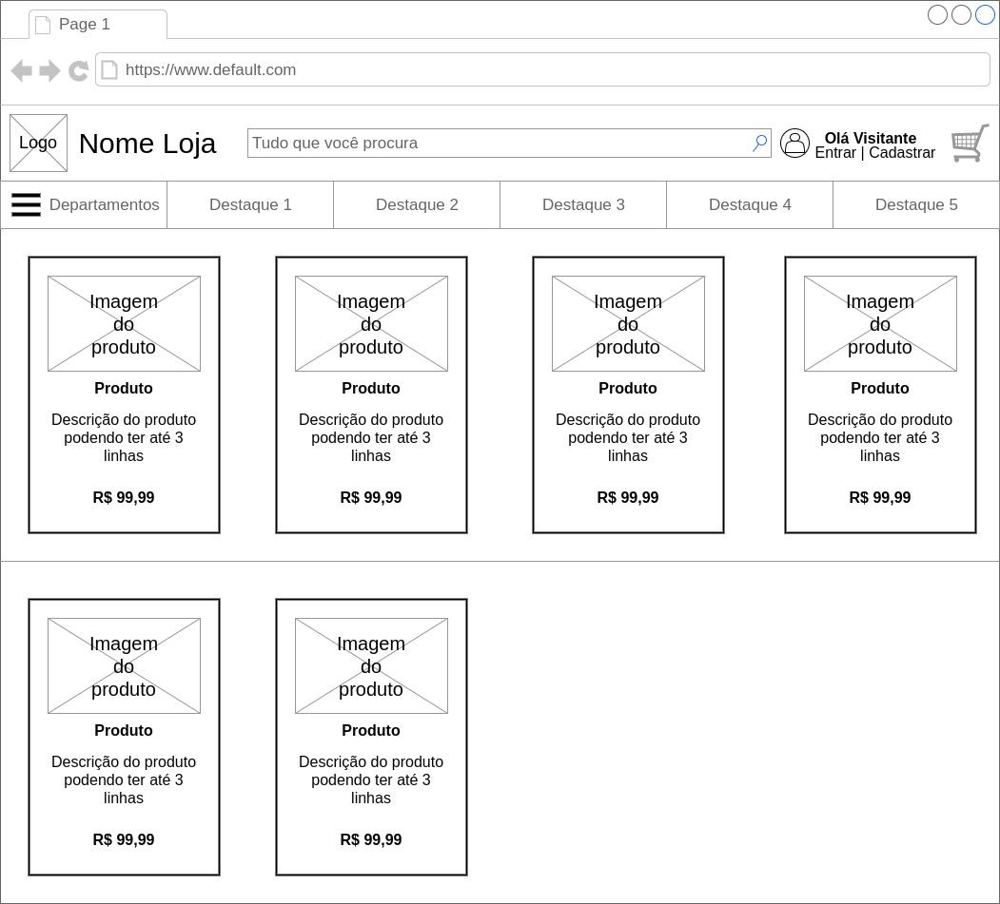 Page 1
https://www.default.com
Logo
Nome Loja
Tudo que você procura
Olá Visitante
Entrar | Cadastrar
Departamentos
Destaque 1
Destaque 2
Destaque 3
Destaque 4
Destaque 5
Imagem
do
produto
Produto
Descrição do produto
podendo ter até 3
linhas
R$ 99,99
Imagem
do
produto
Produto
Descrição do produto
podendo ter até 3
linhas
R$ 99,99
Imagem
do
produto
Produto
Descrição do produto
podendo ter até 3
linhas
R$ 99,99
Imagem
do
produto
Produto
Descrição do produto
podendo ter até 3
linhas
R$ 99,99
Imagem
do
produto
Produto
Descrição do produto
podendo ter até 3
linhas
R$ 99,99
Imagem
do
produto
Produto
Descrição do produto
podendo ter até 3
linhas
R$ 99,99